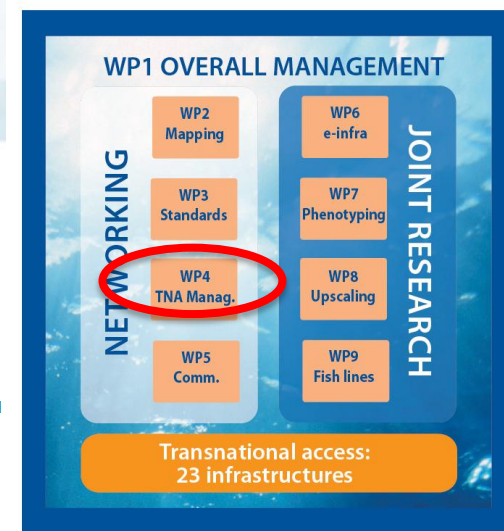 WP1 OVERALL MANAGEMENT
NETWORKING
WP2
Mapping
WP3
Standards
WP4
TNA Manag.
WP5
Comm.
WP6
e-infra
WP7
Phenotyping
WP8
Upscaling
WP9
Fish lines
JOINT RESEARCH
Transnational access:
23 infrastructures